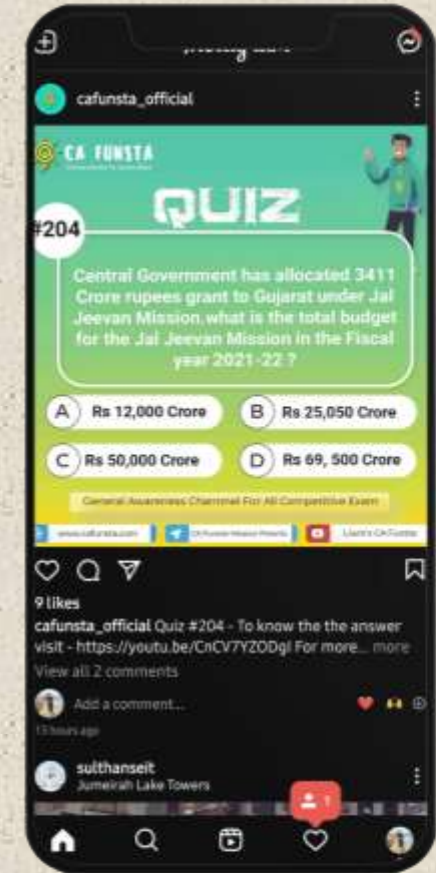 cafunsta_official
CA FUNSTA
QUIZ
#204
Central Government has allocated 3411
Crore rupees grant to Gujarat under Jal
Jeevan Mission.what is the total budget
for the Jal Jeevan Mission in the Fiscal
year 2021-22 ?
A Rs 12,000 Crore
B Rs 25,050 Crore
C Rs 50,000 Crore
D Rs 69, 500 Crore
General Awareness Channel For All Competitive Exam
www.cafunsta.com
9 likes
cafunsta_official Quiz #204 - To know the the answer
visit - https://youtu.be/CnCV7YZODgI For more... more
View all 2 comments
Add a comment...
13 hours ago
sulthanseit
Jumeirah Lake Towers
1